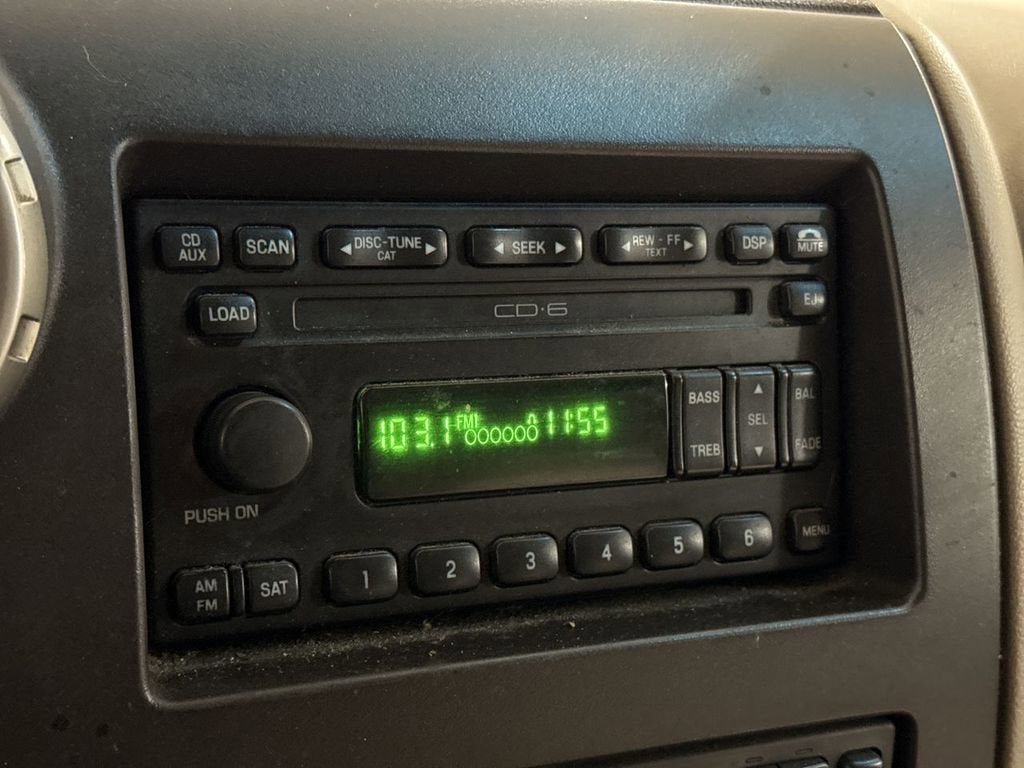 CD AUX
SCAN
DISC-TUNE
CAT
SEEK
REW - FF
TEXT
DSP
MUTE
LOAD
CD·6
EJ
103.1 FM1 11:55
BASS
TREB
SEL
BAL
FADE
PUSH ON
AM FM
SAT
1
2
3
4
5
6
MENU